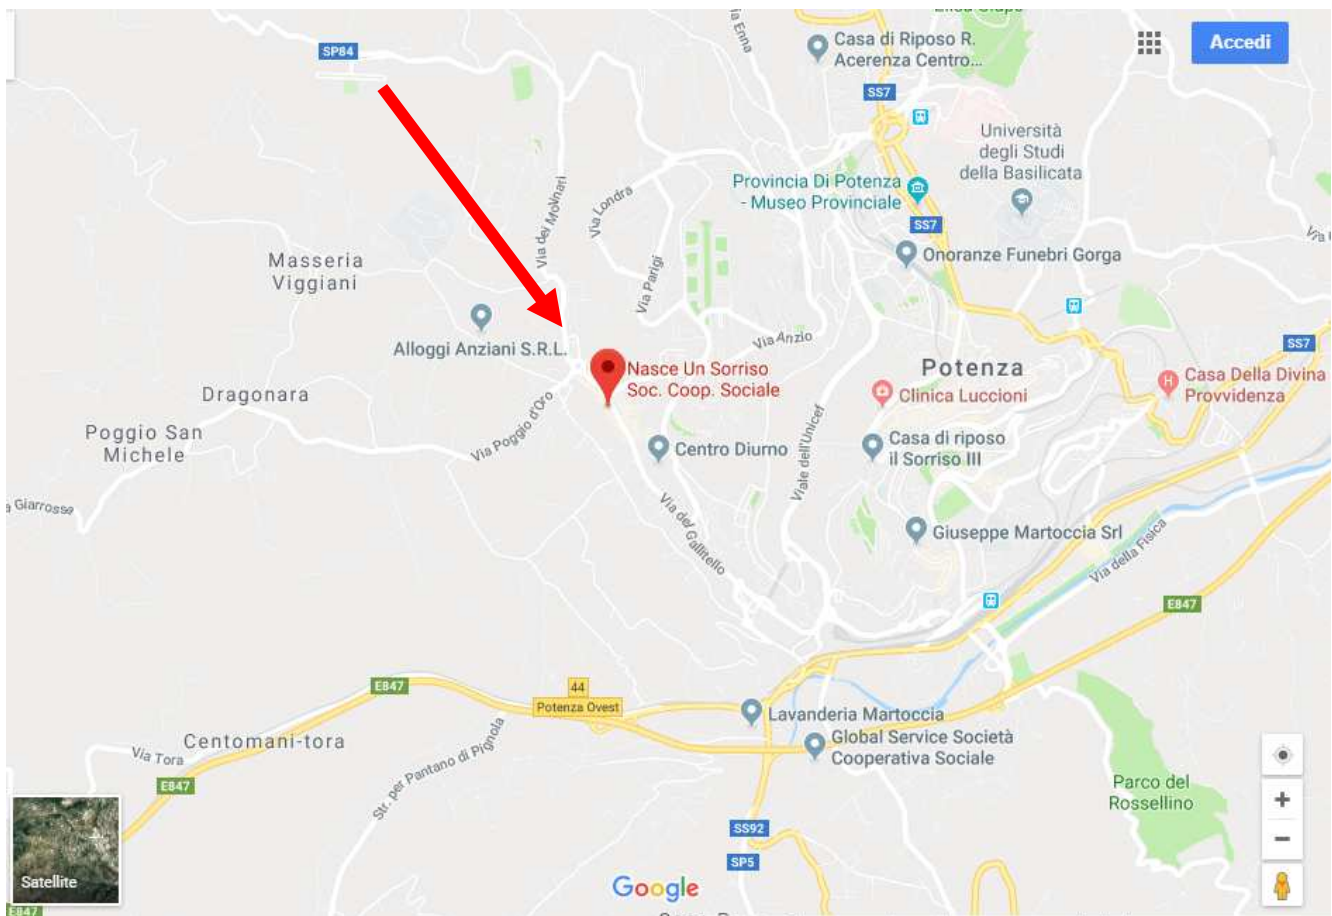 Casa di Riposo R.
Acerenza Centro...
Accedi
SP84
Via Enna
SS7
Università
degli Studi
della Basilicata
Provincia Di Potenza
- Museo Provinciale
SS7
Via dei Molinari
Via Londra
Onoranze Funebri Gorga
Masseria
Viggiani
Via Parigi
Alloggi Anziani S.R.L.
Via Anzio
SS7
Nasce Un Sorriso
Soc. Coop. Sociale
Potenza
Clinica Luccioni
Casa Della Divina
Provvidenza
H
Dragonara
Via Poggio d'Oro
Poggio San
Michele
Centro Diurno
Viale dell'Unicef
Casa di riposo
il Sorriso III
Giarrosse
Via del Gallitello
Giuseppe Martoccia Srl
Via della Fisica
E847
E847
44
Potenza Ovest
Lavanderia Martoccia
Global Service Società
Cooperativa Sociale
Centomani-tora
Via Tora
Str. per Pantano di Pignola
E847
Parco del
Rossellino
SS92
SP5
Satellite
Google
E847